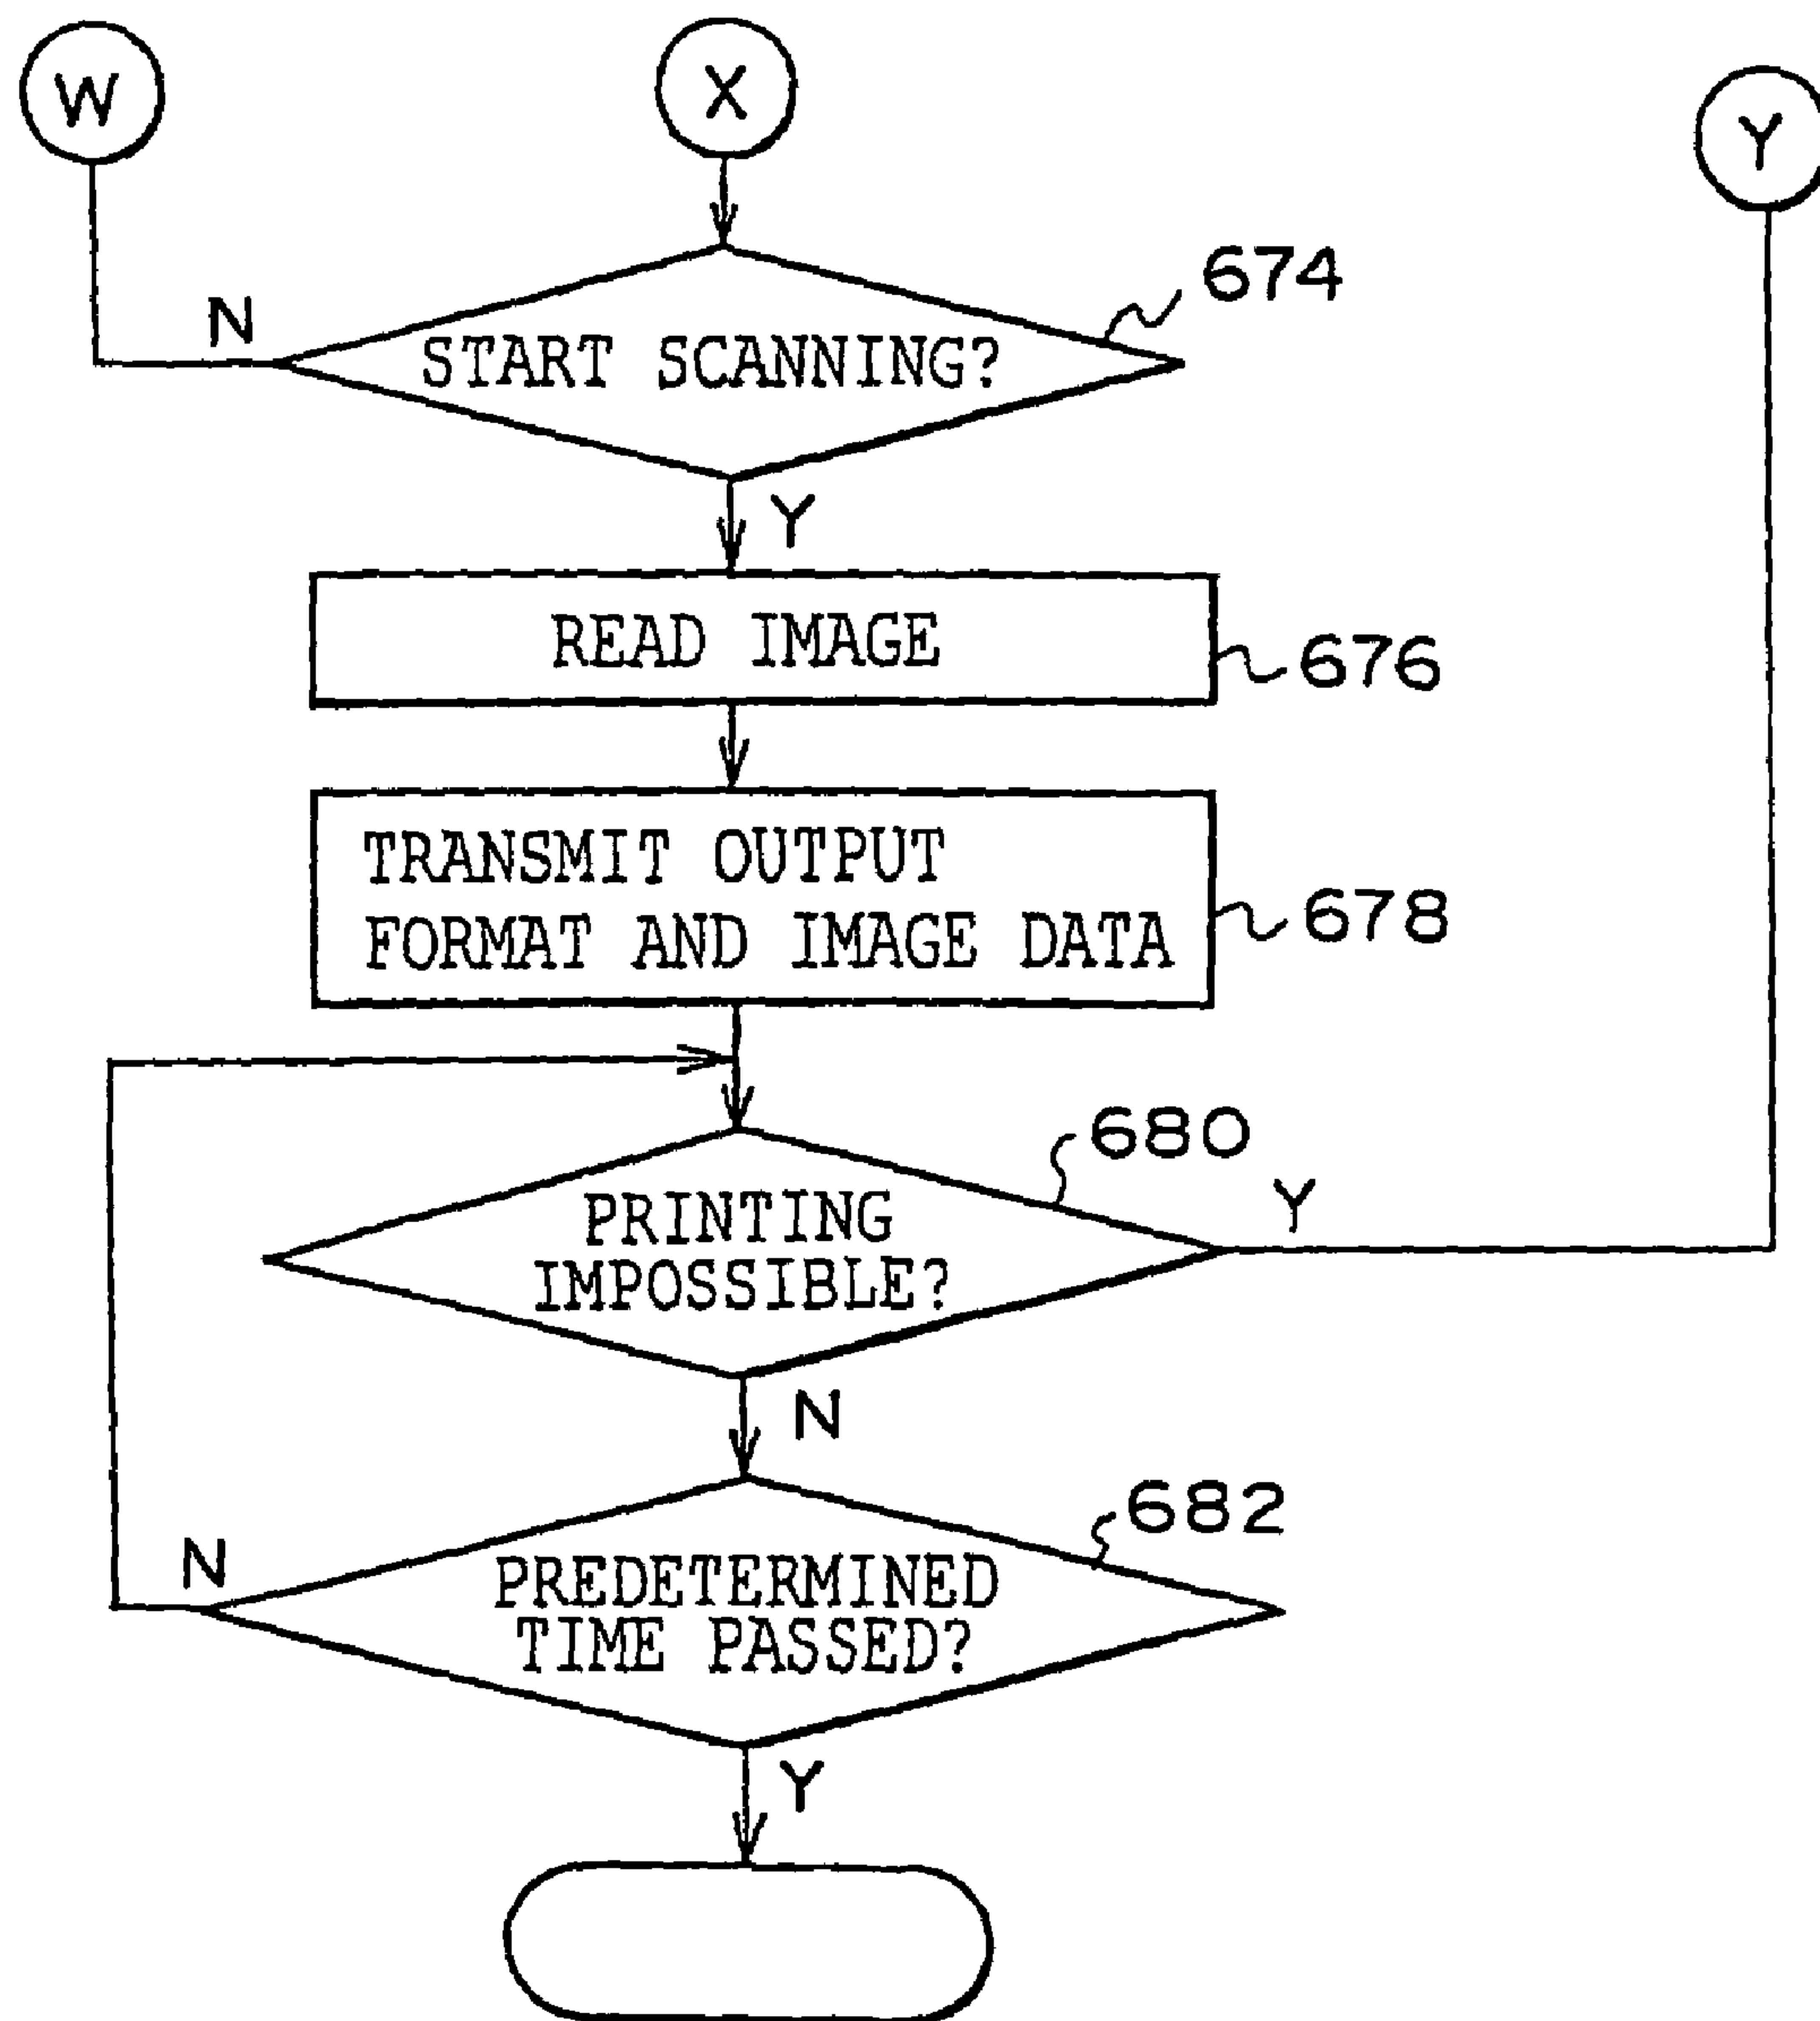 W
X
Y
674
N
START SCANNING?
Y
READ IMAGE
676
TRANSMIT OUTPUT
FORMAT AND IMAGE DATA
678
680
PRINTING
IMPOSSIBLE?
Y
N
682
N
PREDETERMINED
TIME PASSED?
Y